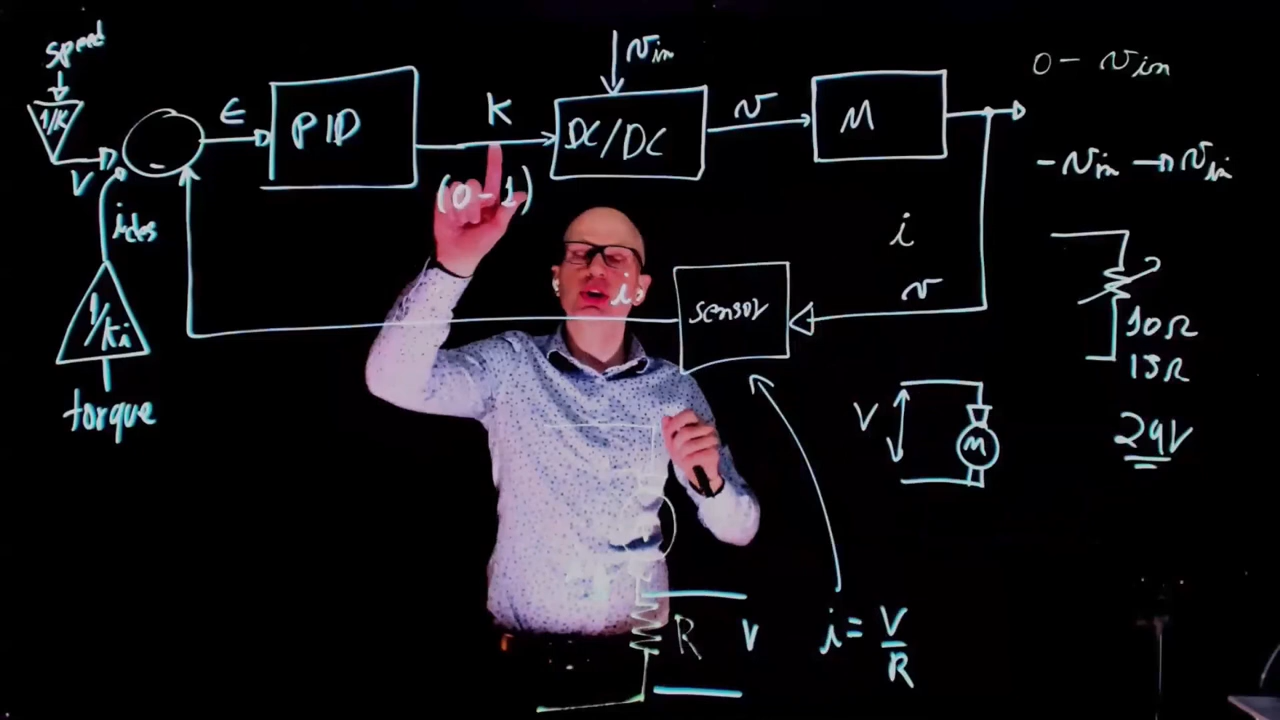 speed
1/K
V
ides
1/Ki
torque
ε
PID
K
(0-1)
vin
DC/DC
v
M
0 - vin
-vin → vin
i
v
sensor
i
10Ω
15Ω
24V
V
M
R
V
i = V/R